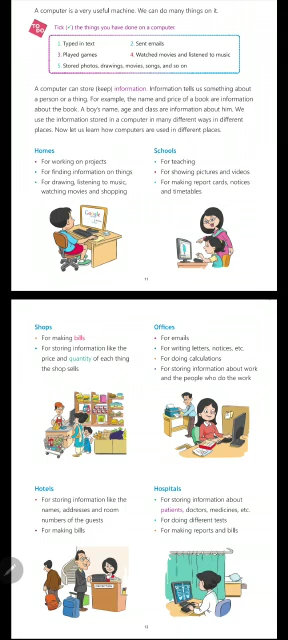 A computer is a very useful machine. We can do many things on it.
TO DO
Tick (✓) the things you have done on a computer.
1. Typed in text
2. Sent emails
3. Played games
4. Watched movies and listened to music
5. Stored photos, drawings, movies, songs, and so on
A computer can store (keep) information. Information tells us something about
a person or a thing. For example, the name and price of a book are information
about the book. A boy's name, age and class are information about him. We
use the information stored in a computer in many different ways in different
places. Now let us learn how computers are used in different places.
Homes
• For working on projects
• For finding information on things
• For drawing, listening to music,
watching movies and shopping
Schools
• For teaching
• For showing pictures and videos
• For making report cards, notices
and timetables
Google
11
Shops
• For making bills
• For storing information like the
price and quantity of each thing
the shop sells
Offices
• For emails
• For writing letters, notices, etc.
• For doing calculations
• For storing information about work
and the people who do the work
Hotels
• For storing information like the
names, addresses and room
numbers of the guests
• For making bills
Hospitals
• For storing information about
patients, doctors, medicines, etc.
• For doing different tests
• For making reports and bills